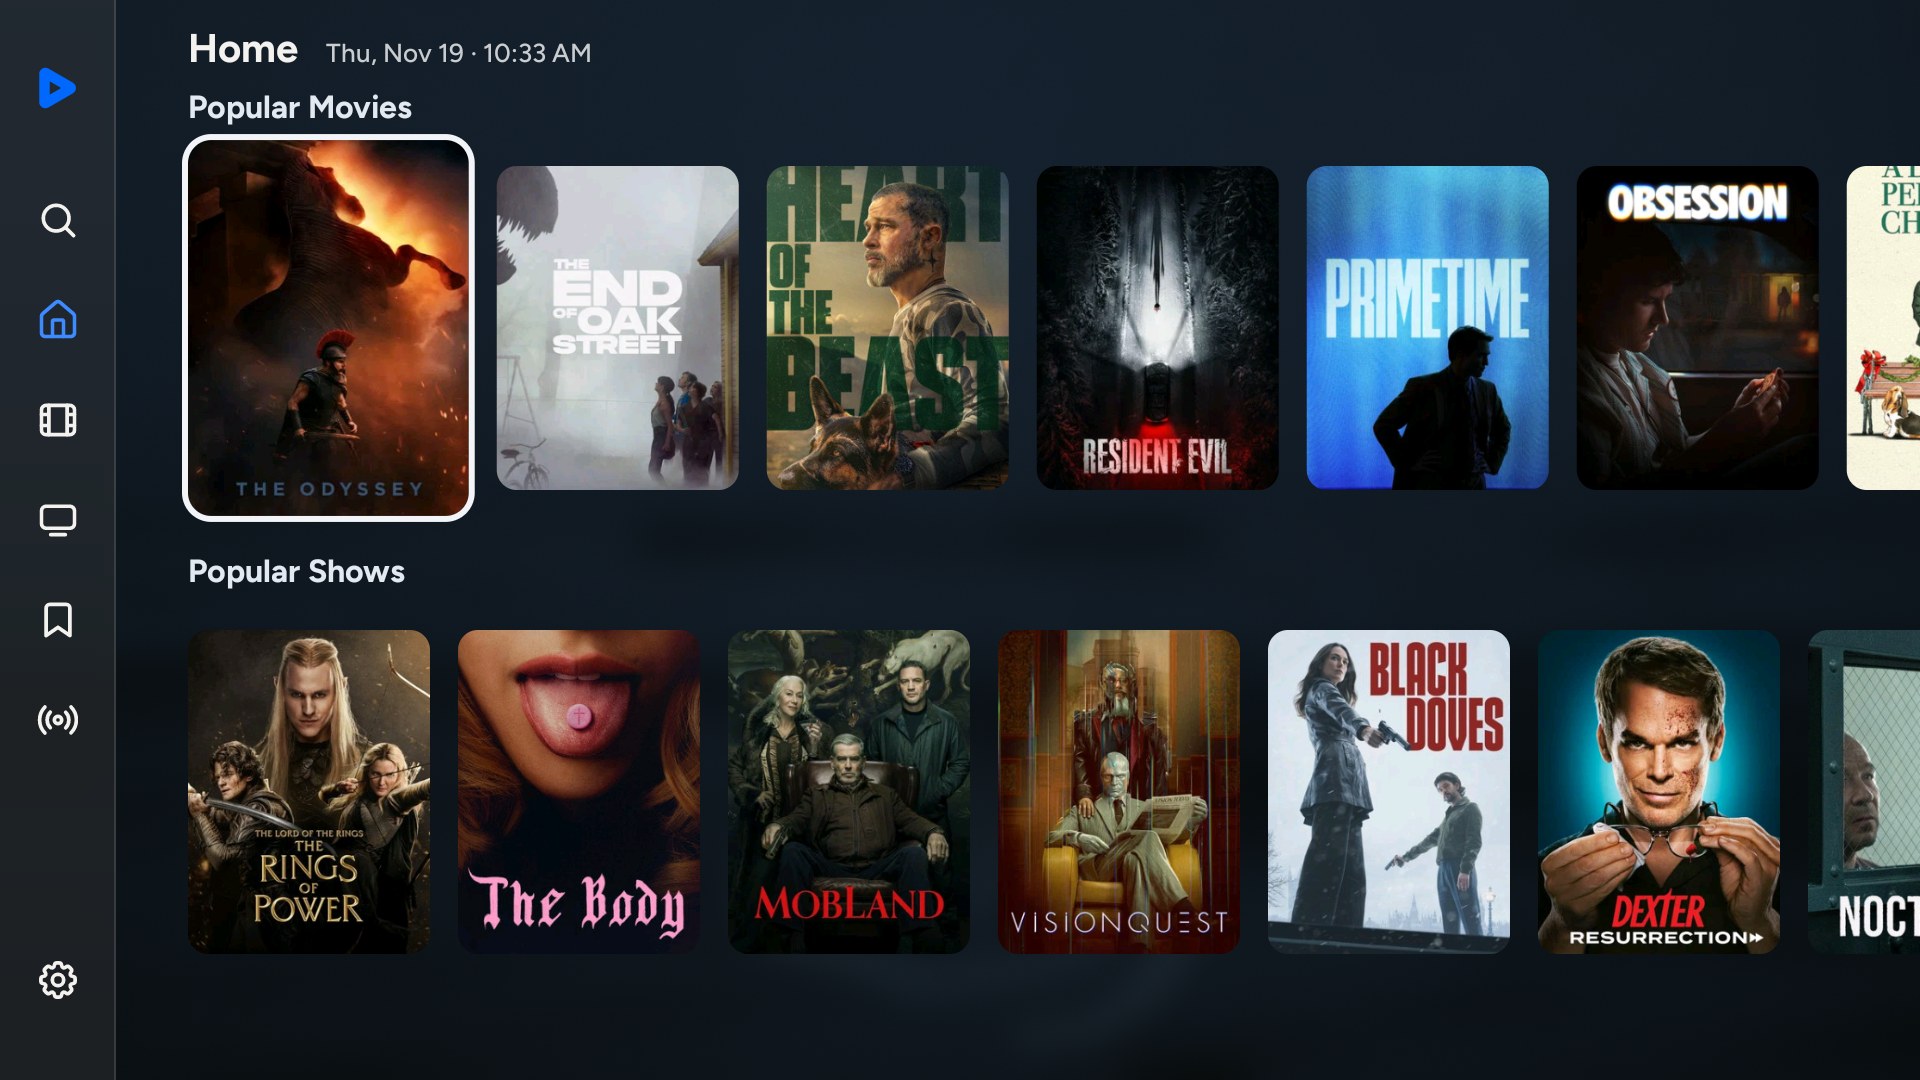 Home Thu, Nov 19 · 10:33 AM
Popular Movies
THE ODYSSEY
THE
END
OF OAK
STREET
HEART
OF
THE
BEAST
RESIDENT EVIL
PRIMETIME
OBSESSION
Popular Shows
THE LORD OF THE RINGS
THE
RINGS
OF
POWER
The Body
MOBLAND
VISIONQUEST
BLACK
DOVES
DEXTER
RESURRECTION
NOCT